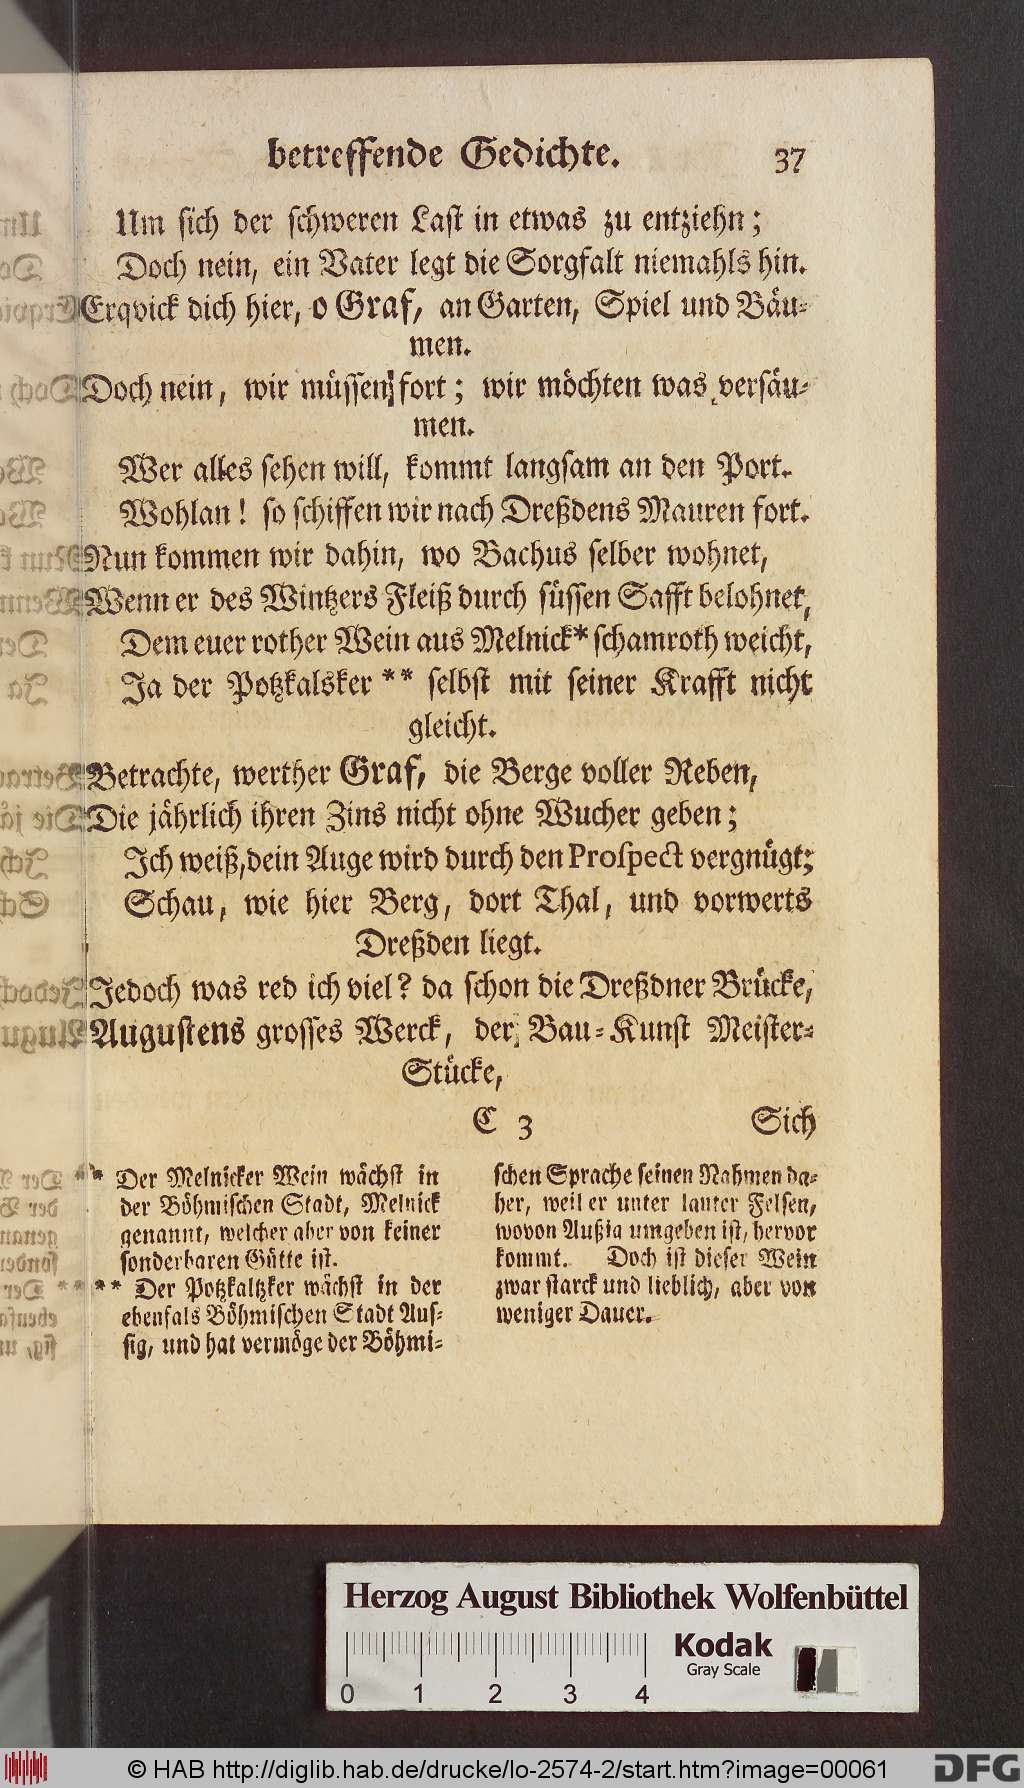 betreffende Gedichte. 37
Um sich der schweren Last in etwas zu entziehn;
Doch nein, ein Vater legt die Sorgfalt niemahls hin.
Erqvick dich hier, o Graf, an Garten, Spiel und Bäu-
men.
Doch nein, wir müssen fort; wir möchten was versäu-
men.
Wer alles sehen will, kommt langsam an den Port.
Wohlan! so schiffen wir nach Dreßdens Mauren fort.
Nun kommen wir dahin, wo Bachus selber wohnet,
Wenn er des Wintzers Fleiß durch süssen Safft belohnet,
Dem euer rother Wein aus Melnick* schamroth weicht,
Ja der Potzkalsker ** selbst mit seiner Krafft nicht
gleicht.
Betrachte, werther Graf, die Berge voller Reben,
Die jährlich ihren Zins nicht ohne Wucher geben;
Ich weiß, dein Auge wird durch den Prospect vergnügt;
Schau, wie hier Berg, dort Thal, und vorwerts
Dreßden liegt.
Jedoch was red ich viel? da schon die Dreßdner Brücke,
Augustens grosses Werck, der Bau-Kunst Meister-
Stücke,
C 3 Sich
* Der Melnicker Wein wächst in
der Böhmischen Stadt, Melnick
genannt, welcher aber von keiner
sonderbaren Gütte ist.
** Der Potzkaltzker wächst in der
ebenfals Böhmischen Stadt Aus-
sig, und hat vermöge der Böhmi-
schen Sprache seinen Nahmen da-
her, weil er unter lauter Felsen,
wovon Außig umgeben ist, hervor
kommt. Doch ist dieser Wein
zwar starck und lieblich, aber von
weniger Dauer.
Herzog August Bibliothek Wolfenbüttel
Kodak
Gray Scale
0 1 2 3 4
© HAB http://diglib.hab.de/drucke/lo-2574-2/start.htm?image=00061
DFG